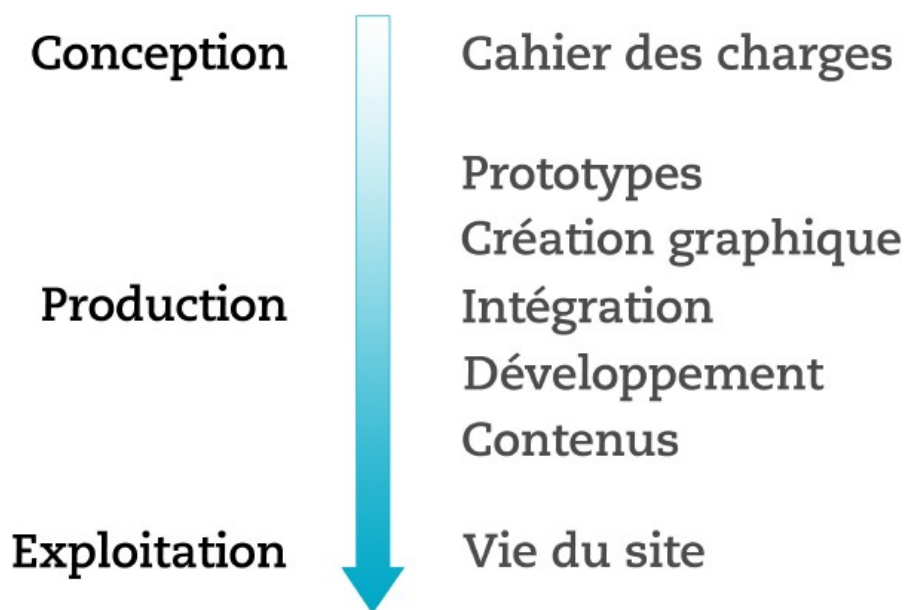 Conception
Cahier des charges
Prototypes
Création graphique
Production
Intégration
Développement
Contenus
Exploitation
Vie du site